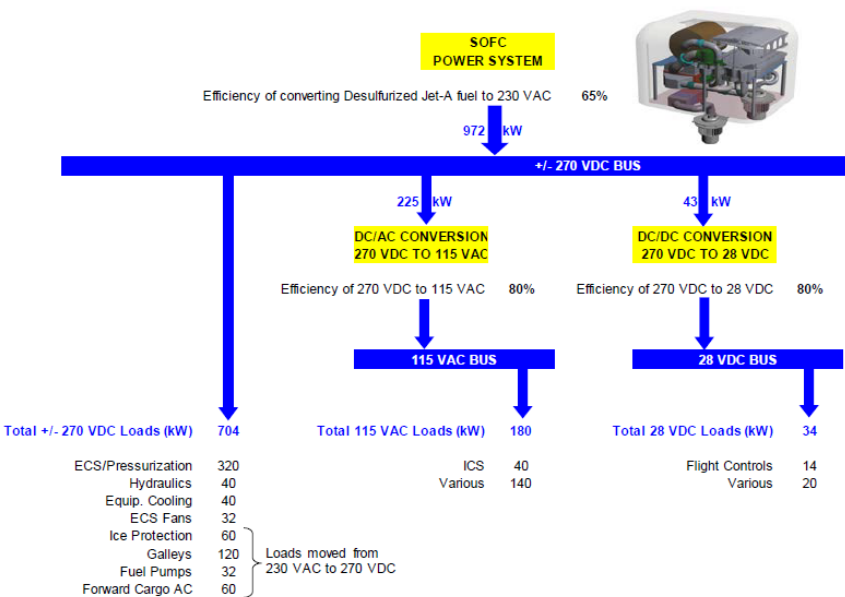 SOFC
POWER SYSTEM
Efficiency of converting Desulfurized Jet-A fuel to 230 VAC 65%
972 kW
+/- 270 VDC BUS
225 kW
43 kW
DC/AC CONVERSION
270 VDC TO 115 VAC
DC/DC CONVERSION
270 VDC TO 28 VDC
Efficiency of 270 VDC to 115 VAC 80%
Efficiency of 270 VDC to 28 VDC 80%
115 VAC BUS
28 VDC BUS
Total +/- 270 VDC Loads (kW) 704
Total 115 VAC Loads (kW) 180
Total 28 VDC Loads (kW) 34
ECS/Pressurization 320
Hydraulics 40
Equip. Cooling 40
ECS Fans 32
Ice Protection 60
Galleys 120
Fuel Pumps 32
Forward Cargo AC 60
Loads moved from
230 VAC to 270 VDC
ICS 40
Various 140
Flight Controls 14
Various 20